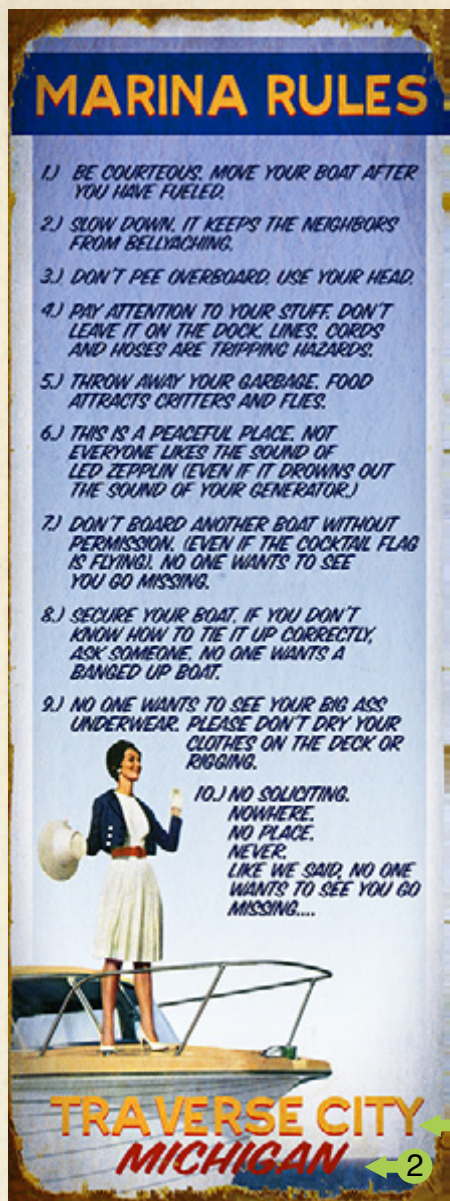 MARINA RULES
1.) BE COURTEOUS. MOVE YOUR BOAT AFTER
YOU HAVE FUELED.
2.) SLOW DOWN. IT KEEPS THE NEIGHBORS
FROM BELLYACHING.
3.) DON'T PEE OVERBOARD. USE YOUR HEAD.
4.) PAY ATTENTION TO YOUR STUFF. DON'T
LEAVE IT ON THE DOCK. LINES, CORDS
AND HOSES ARE TRIPPING HAZARDS.
5.) THROW AWAY YOUR GARBAGE. FOOD
ATTRACTS CRITTERS AND FLIES.
6.) THIS IS A PEACEFUL PLACE. NOT
EVERYONE LIKES THE SOUND OF
LED ZEPPLIN (EVEN IF IT DROWNS OUT
THE SOUND OF YOUR GENERATOR.)
7.) DON'T BOARD ANOTHER BOAT WITHOUT
PERMISSION. (EVEN IF THE COCKTAIL FLAG
IS FLYING). NO ONE WANTS TO SEE
YOU GO MISSING.
8.) SECURE YOUR BOAT. IF YOU DON'T
KNOW HOW TO TIE IT UP CORRECTLY,
ASK SOMEONE. NO ONE WANTS A
BANGED UP BOAT.
9.) NO ONE WANTS TO SEE YOUR BIG ASS
UNDERWEAR. PLEASE DON'T DRY YOUR
CLOTHES ON THE DECK OR
RIGGING.
10.) NO SOLICITING.
NOWHERE.
NO PLACE.
NEVER.
LIKE WE SAID, NO ONE
WANTS TO SEE YOU GO
MISSING....
TRAVERSE CITY
MICHIGAN
2